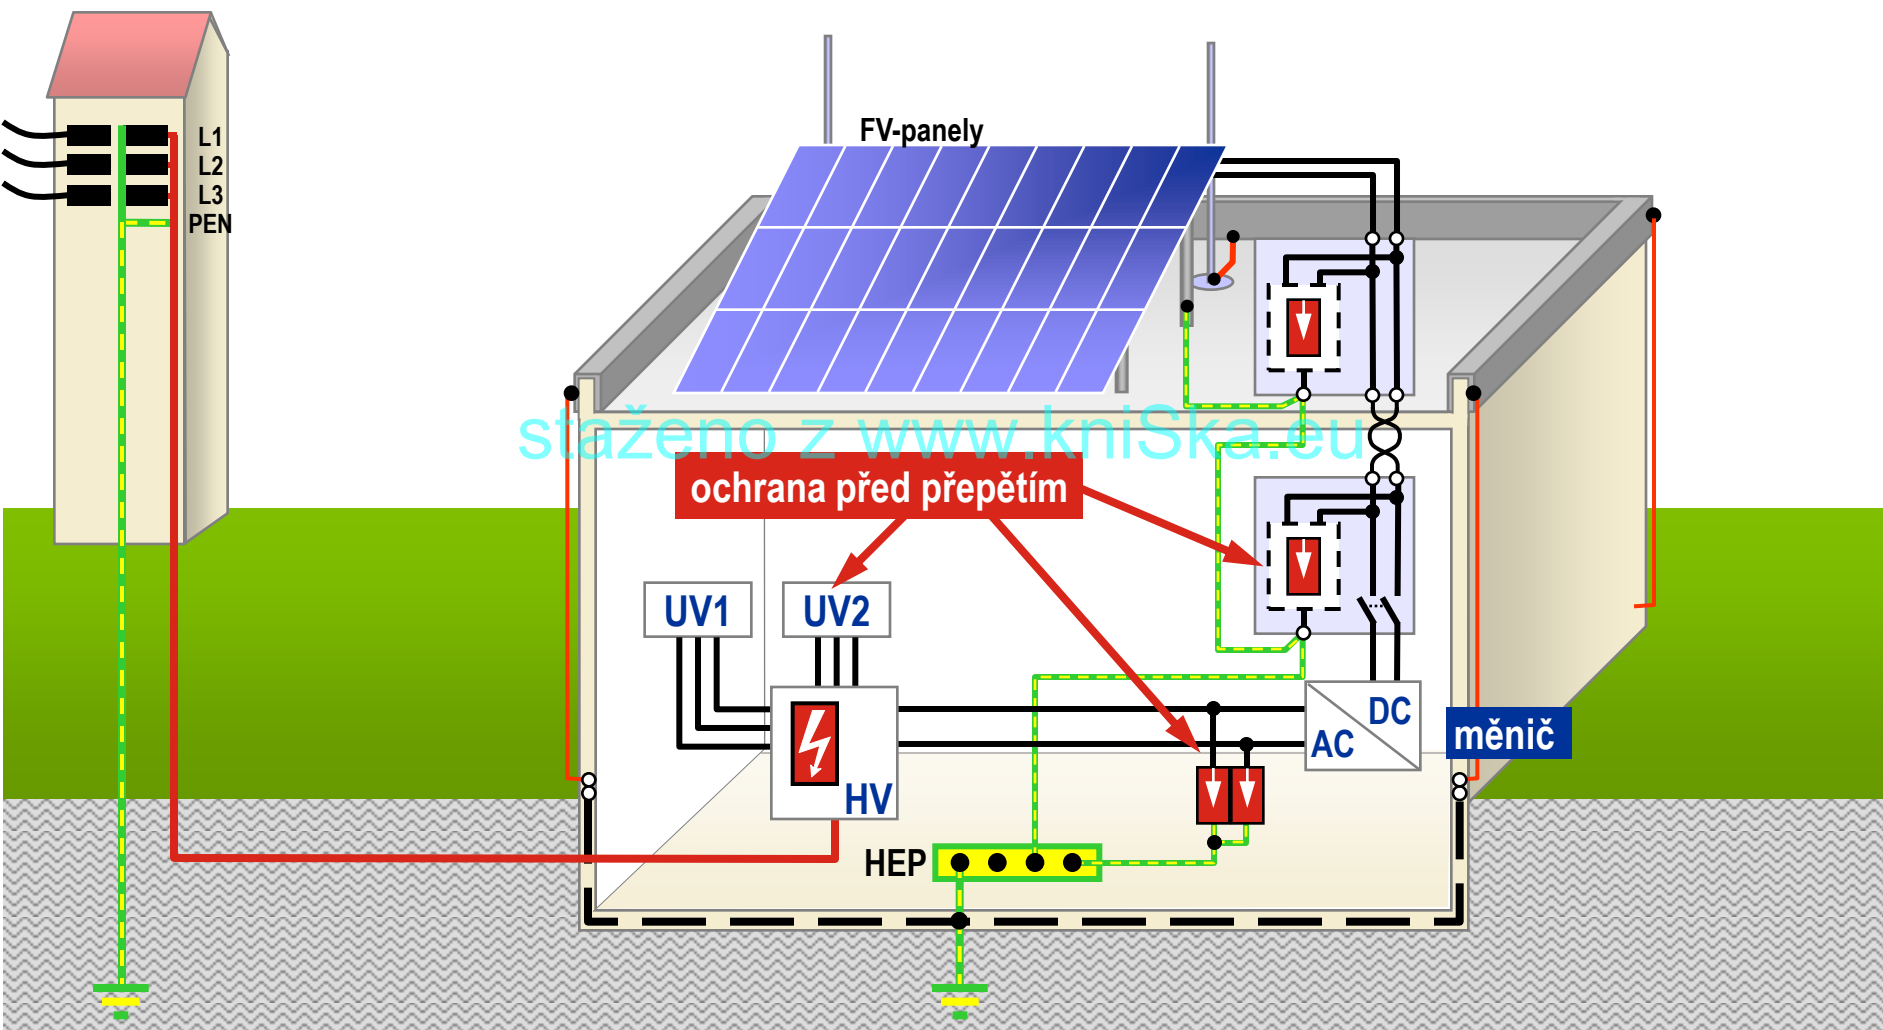 FV-panely
L1
L2
L3
PEN
staženo z www.kniSka.eu
ochrana před přepětím
UV1
UV2
DC
AC
měnič
HV
HEP